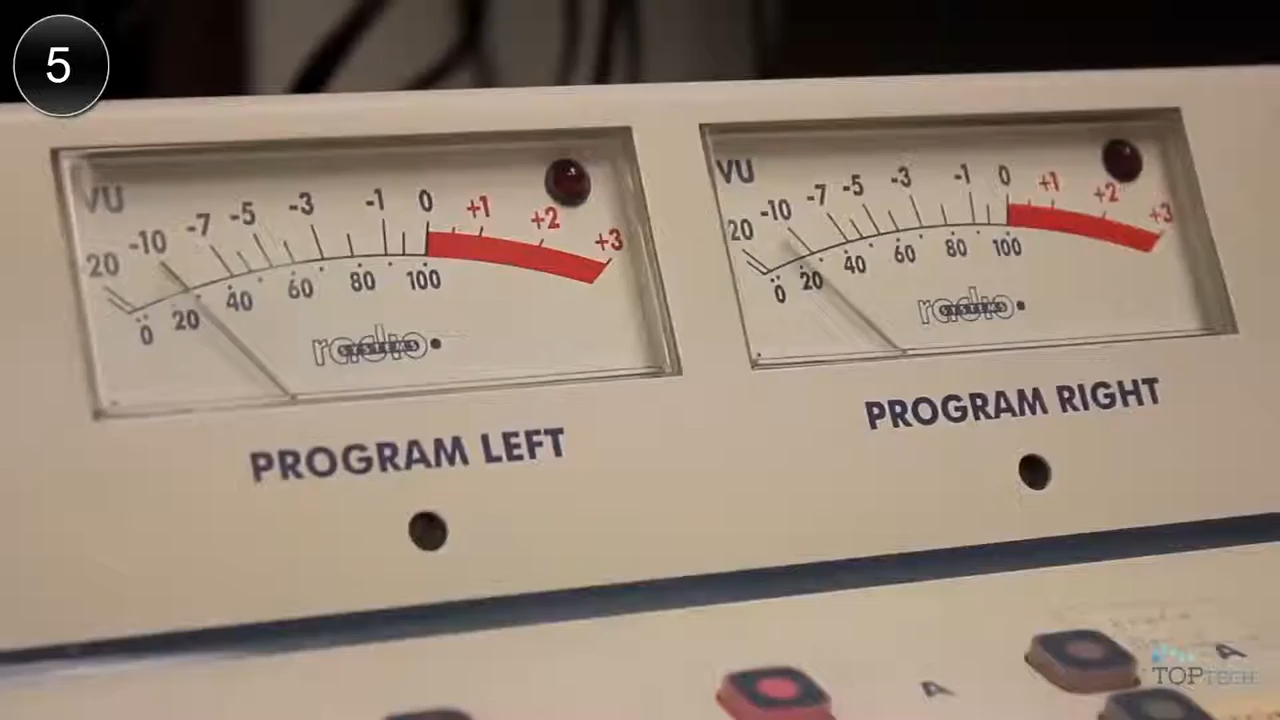 5
VU
20 -10 -7 -5 -3 -1 0 +1 +2 +3
0 20 40 60 80 100
radio
SYSTEMS
PROGRAM LEFT
VU
20 -10 -7 -5 -3 -1 0 +1 +2 +3
0 20 40 60 80 100
radio
SYSTEMS
PROGRAM RIGHT
A
A
TOPTECH